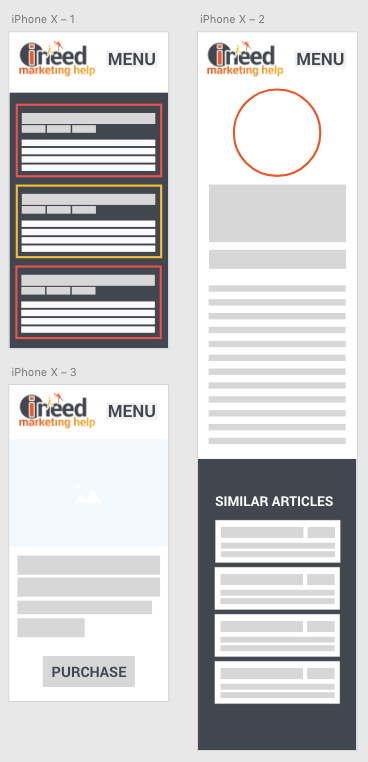 iPhone X – 1
ineed
marketing help
MENU
iPhone X – 2
ineed
marketing help
MENU
SIMILAR ARTICLES
iPhone X – 3
ineed
marketing help
MENU
PURCHASE